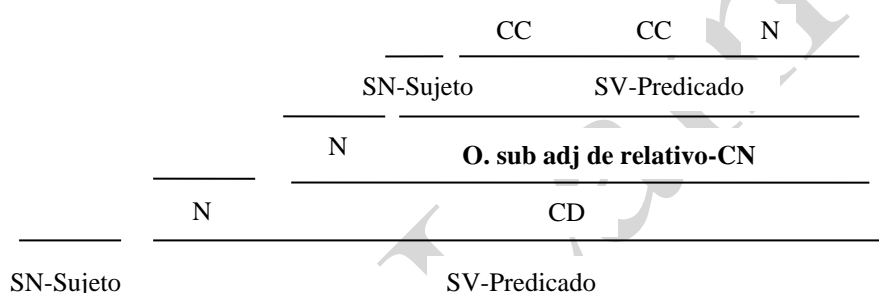 CC CC N
SN-Sujeto SV-Predicado
N O. sub adj de relativo-CN
N CD
SN-Sujeto SV-Predicado